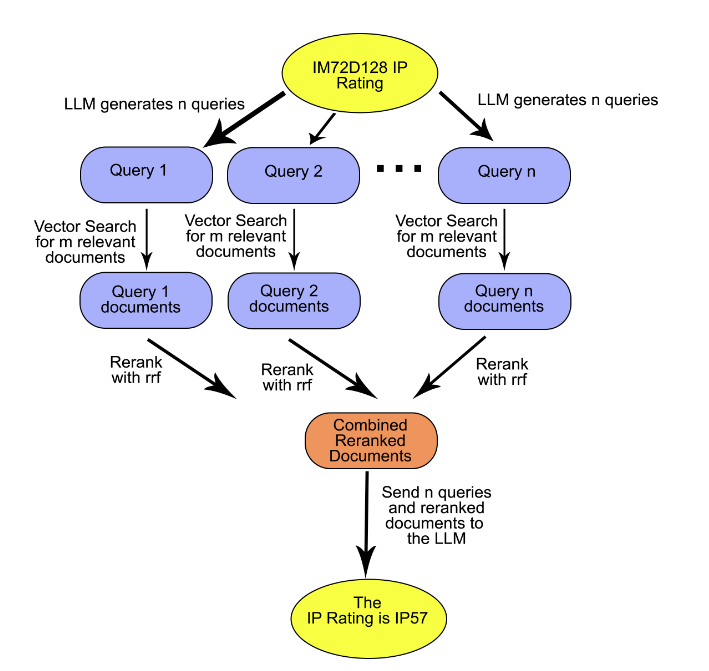 IM72D128 IP
Rating
LLM generates n queries
LLM generates n queries
Query 1
Query 2
Query n
Vector Search
for m relevant
documents
Vector Search
for m relevant
documents
Vector Search
for m relevant
documents
Query 1
documents
Query 2
documents
Query n
documents
Rerank
with rrf
Rerank
with rrf
Rerank
with rrf
Combined
Reranked
Documents
Send n queries
and reranked
documents to
the LLM
The
IP Rating is IP57